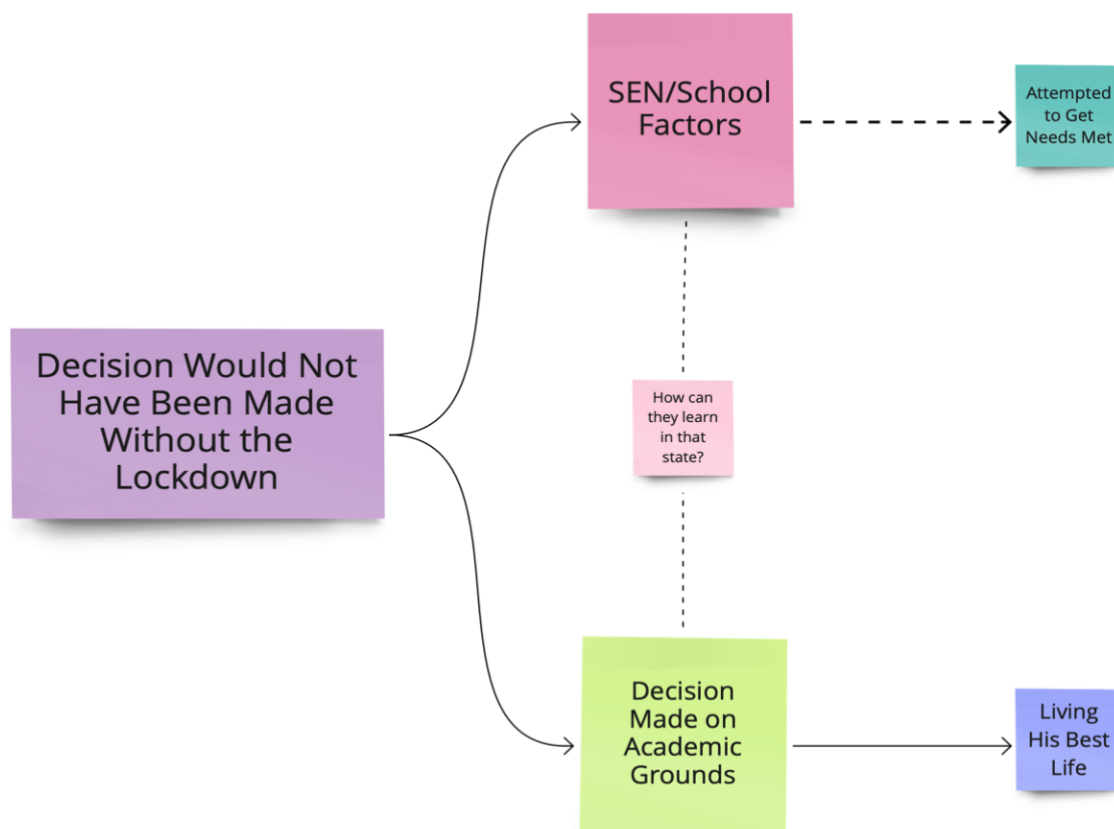 SEN/School
Factors
Attempted
to Get
Needs Met
Decision Would Not
Have Been Made
Without the
Lockdown
How can
they learn
in that
state?
Decision
Made on
Academic
Grounds
Living
His Best
Life